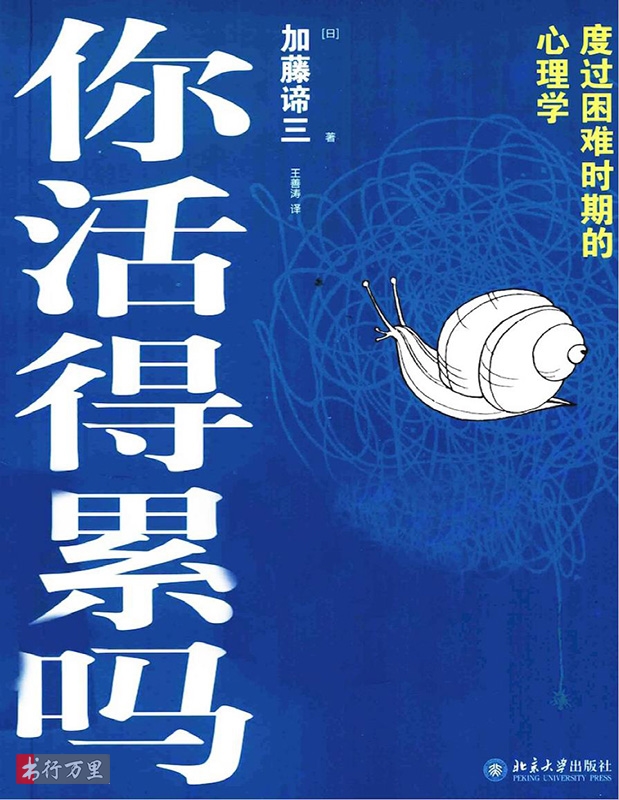 度过困难时期的
心理学
[日]
加藤谛三
著
王善涛 译
你活得累吗
书行万里
北京大学出版社
PEKING UNIVERSITY PRESS